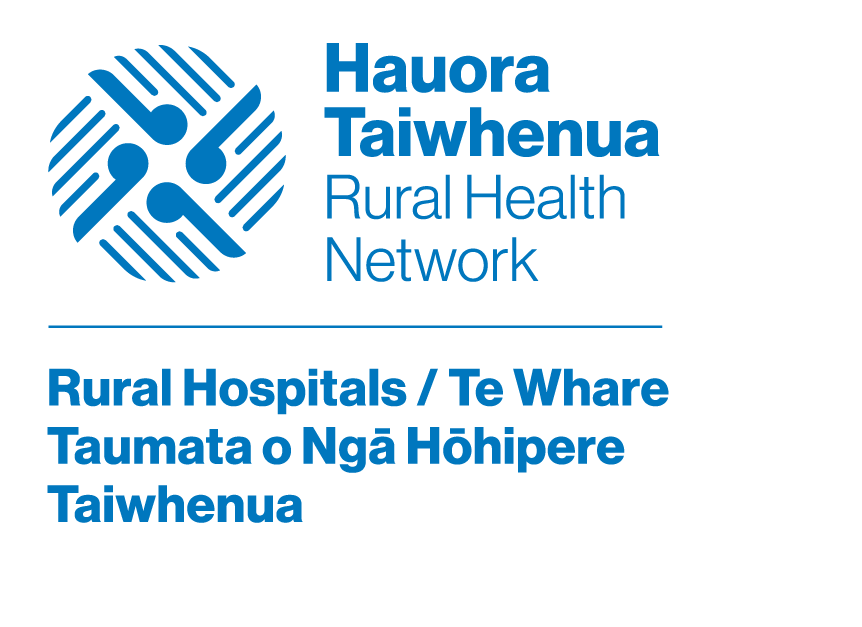 Hauora
Taiwhenua
Rural Health
Network
Rural Hospitals / Te Whare
Taumata o Ngā Hōhipere
Taiwhenua